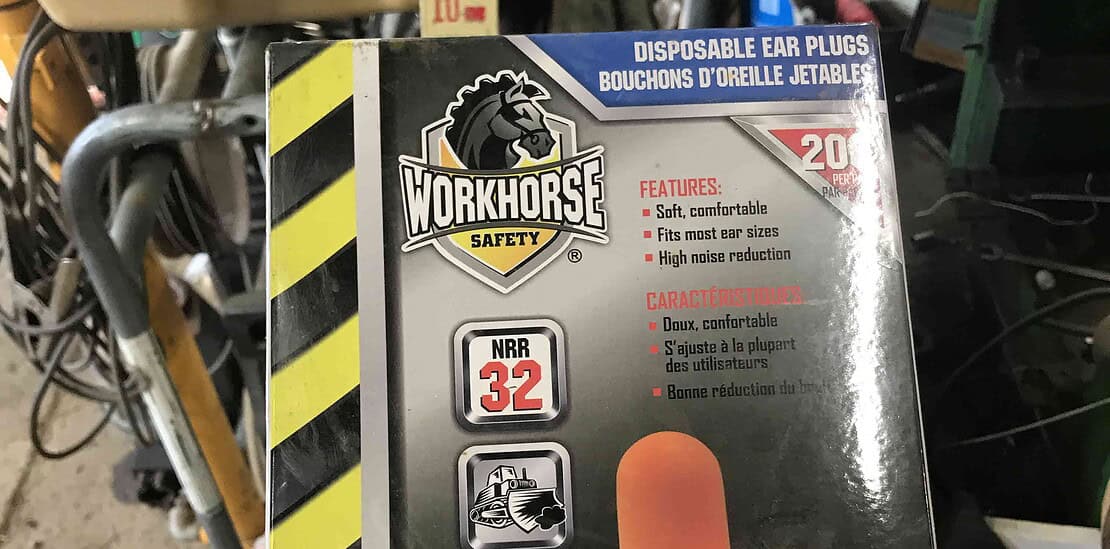 DISPOSABLE EAR PLUGS
BOUCHONS D'OREILLE JETABLES
WORKHORSE
SAFETY
®
FEATURES:
Soft, comfortable
Fits most ear sizes
High noise reduction
CARACTÉRISTIQUES
Doux, confortable
S'ajuste à la plupart
des utilisateurs
Bonne réduction du
NRR
32